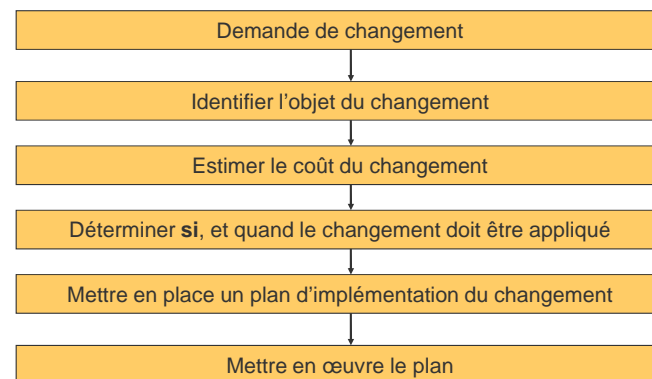 Demande de changement
Identifier l’objet du changement
Estimer le coût du changement
Déterminer si, et quand le changement doit être appliqué
Mettre en place un plan d’implémentation du changement
Mettre en œuvre le plan